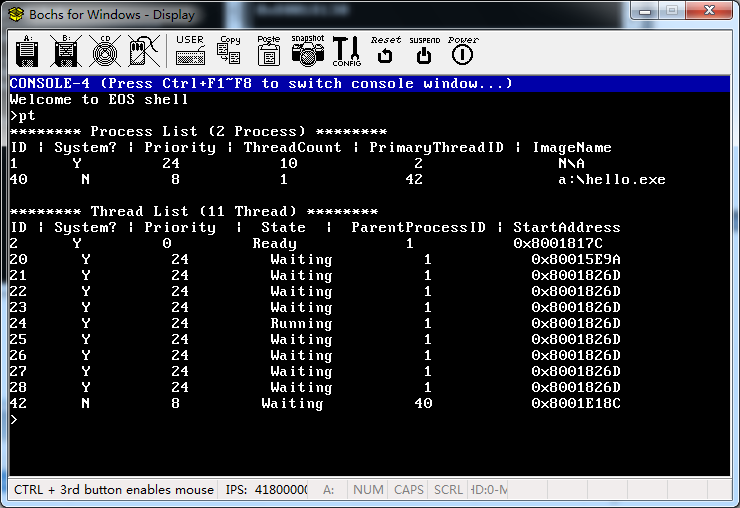 Bochs for Windows - Display
A: B: CD USER Copy Paste snapshot CONFIG Reset SUSPEND Power
CONSOLE-4 (Press Ctrl+F1~F8 to switch console window...)
Welcome to EOS shell
>pt
******** Process List (2 Process) ********
ID | System? | Priority | ThreadCount | PrimaryThreadID | ImageName
1 Y 24 10 2 N\A
40 N 8 1 42 a:\hello.exe
******** Thread List (11 Thread) ********
ID | System? | Priority | State | ParentProcessID | StartAddress
2 Y 0 Ready 1 0x8001817C
20 Y 24 Waiting 1 0x80015E9A
21 Y 24 Waiting 1 0x8001826D
22 Y 24 Waiting 1 0x8001826D
23 Y 24 Waiting 1 0x8001826D
24 Y 24 Running 1 0x8001826D
25 Y 24 Waiting 1 0x8001826D
26 Y 24 Waiting 1 0x8001826D
27 Y 24 Waiting 1 0x8001826D
28 Y 24 Waiting 1 0x8001826D
42 N 8 Waiting 40 0x8001E18C
>
CTRL + 3rd button enables mouse IPS: 41800000 A: NUM CAPS SCRL HD:0-M